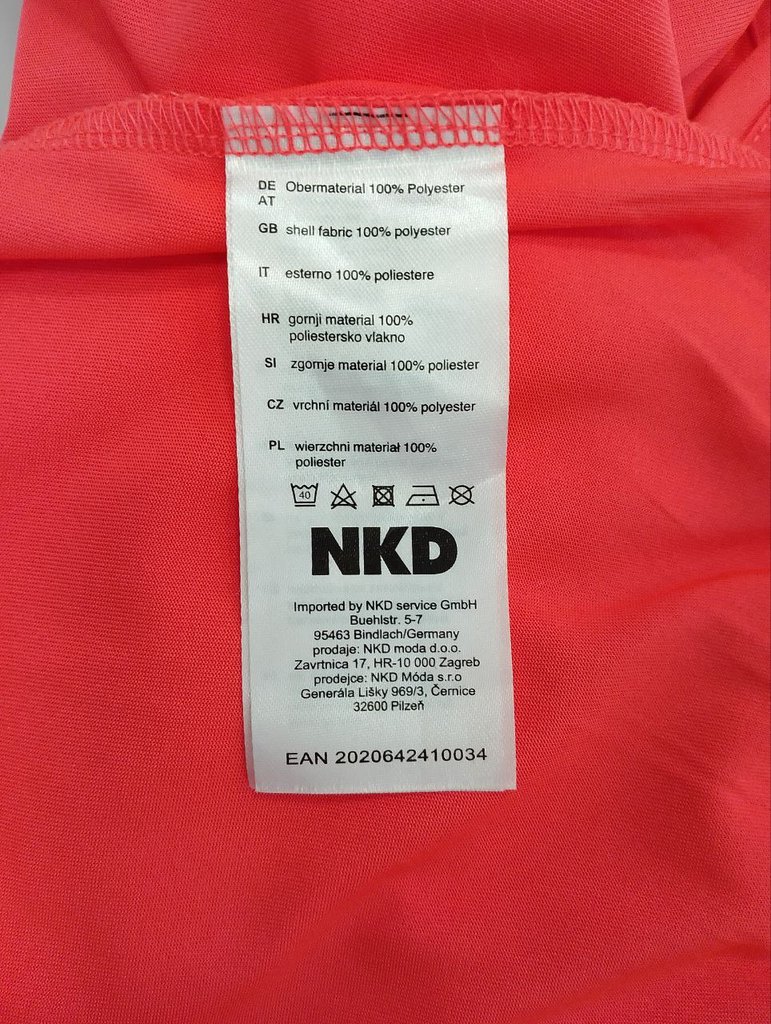 DE Obermaterial 100% Polyester
AT
GB shell fabric 100% polyester
IT esterno 100% poliestere
HR gornji material 100%
poliestersko vlakno
SI zgornje material 100% poliester
CZ vrchní materiál 100% polyester
PL wierzchni materiał 100%
poliester
40
NKD
Imported by NKD service GmbH
Buehlstr. 5-7
95463 Bindlach/Germany
prodaje: NKD moda d.o.o.
Zavrtnica 17, HR-10 000 Zagreb
prodejce: NKD Móda s.r.o
Generála Lišky 969/3, Černice
32600 Pilzeň
EAN 2020642410034